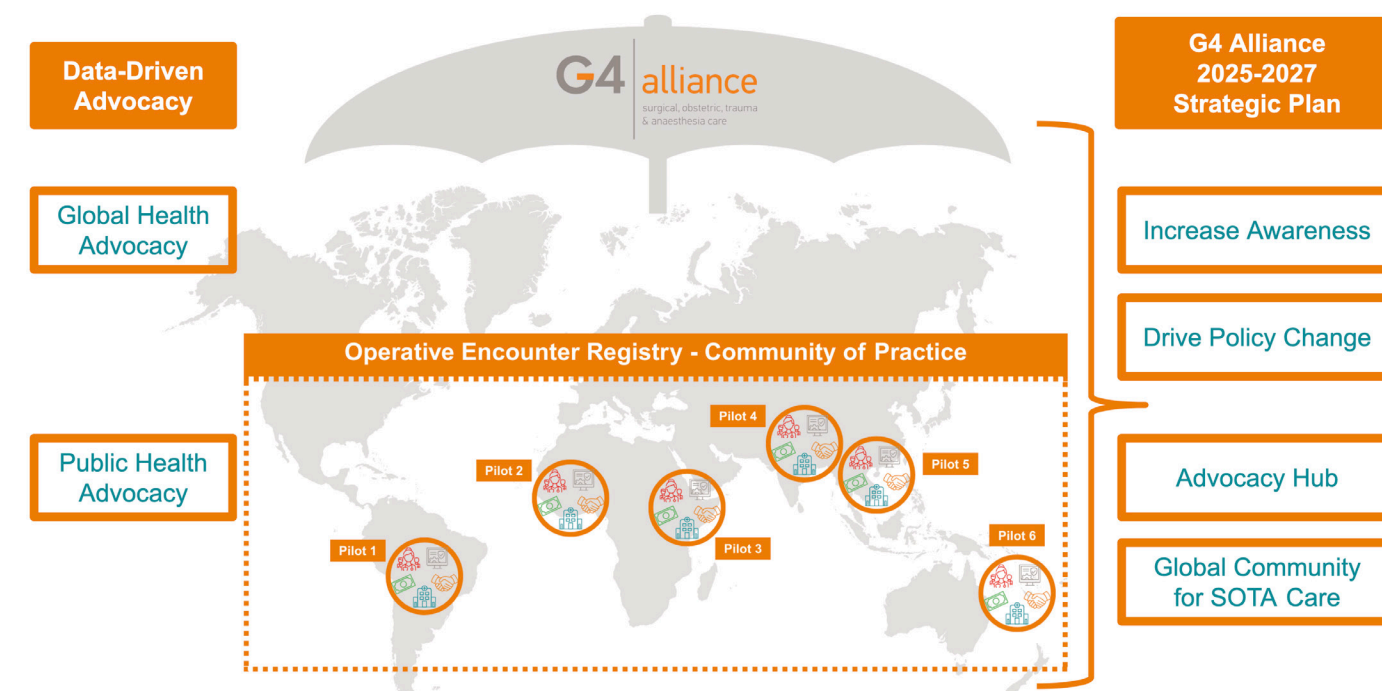 Data-Driven
Advocacy
Global Health
Advocacy
Public Health
Advocacy
G4 alliance
surgical, obstetric, trauma
& anaesthesia care
Operative Encounter Registry - Community of Practice
Pilot 1
Pilot 2
Pilot 3
Pilot 4
Pilot 5
Pilot 6
G4 Alliance
2025-2027
Strategic Plan
Increase Awareness
Drive Policy Change
Advocacy Hub
Global Community
for SOTA Care